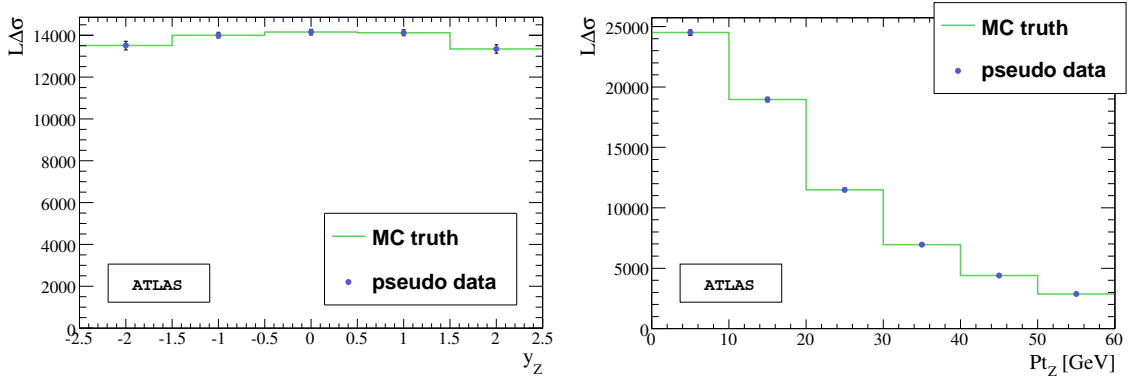 LΔσ
14000
12000
10000
8000
6000
4000
2000
0
MC truth
pseudo data
ATLAS
-2.5 -2 -1.5 -1 -0.5 0 0.5 1 1.5 2 2.5
y_Z
LΔσ
25000
20000
15000
10000
5000
0
MC truth
pseudo data
ATLAS
0 10 20 30 40 50 60
Pt_Z [GeV]